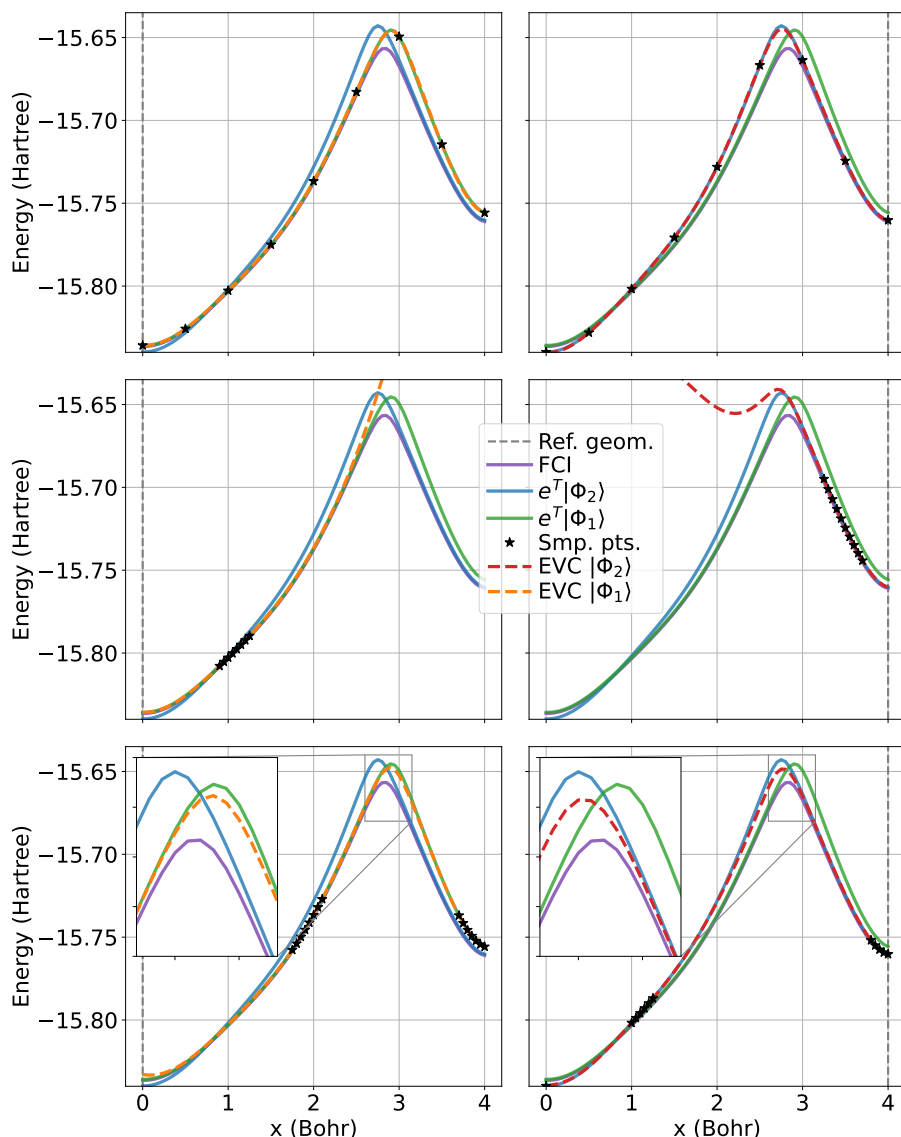 −15.65
−15.70
−15.75
−15.80
Energy (Hartree)
−15.65
−15.70
−15.75
−15.80
Energy (Hartree)
Ref. geom.
FCI
e^T|Φ₂⟩
e^T|Φ₁⟩
Smp. pts.
EVC |Φ₂⟩
EVC |Φ₁⟩
−15.65
−15.70
−15.75
−15.80
Energy (Hartree)
0 1 2 3 4
x (Bohr)
0 1 2 3 4
x (Bohr)